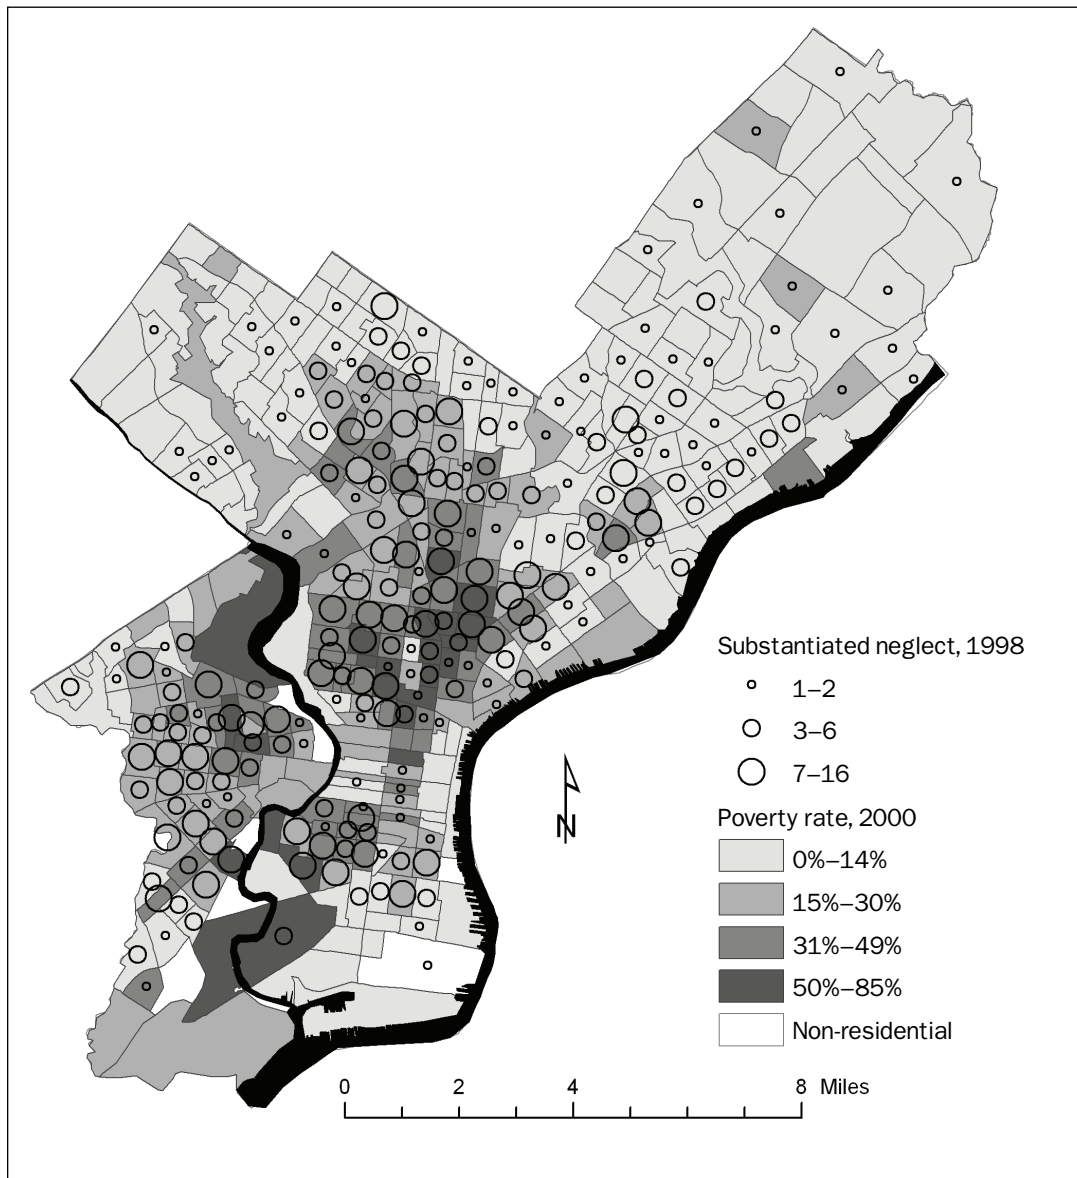 Substantiated neglect, 1998
1–2
3–6
7–16
N
Poverty rate, 2000
0%–14%
15%–30%
31%–49%
50%–85%
Non-residential
0 2 4 8 Miles